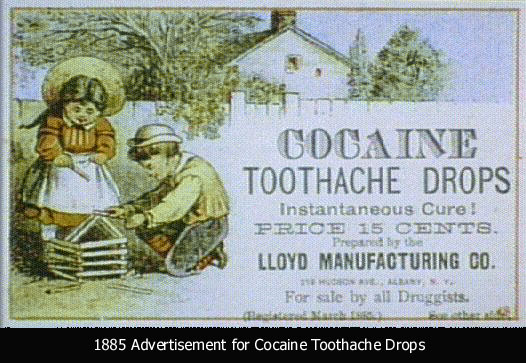 COCAINE
TOOTHACHE DROPS
Instantaneous Cure!
PRICE 15 CENTS.
Prepared by the
LLOYD MANUFACTURING CO.
219 HUDSON AVE., ALBANY, N. Y.
For sale by all Druggists.
(Registered March 1885.) See other side.
1885 Advertisement for Cocaine Toothache Drops